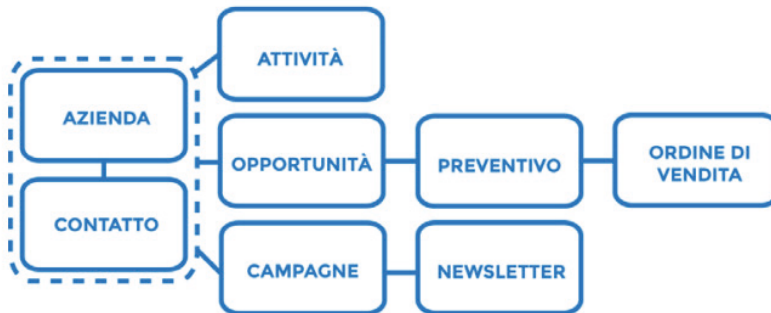 ATTIVITÀ
AZIENDA
OPPORTUNITÀ
PREVENTIVO
ORDINE DI
VENDITA
CONTATTO
CAMPAGNE
NEWSLETTER